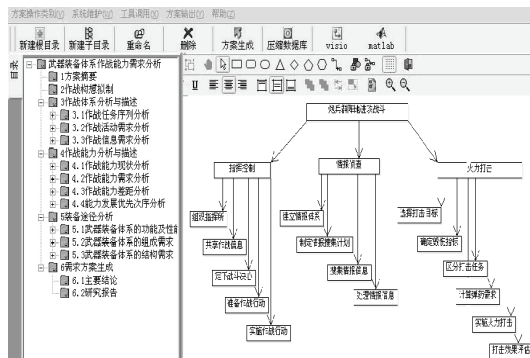 方案操作类别(V) 系统维护(W) 工具调用(X) 方案输出(Y) 帮助(Z)
新建根目录 新建子目录 重命名 删除 方案生成 压缩数据库 visio matlab
武器装备体系作战能力需求分析
1方案摘要
2作战构想拟制
3作战体系分析与描述
3.1作战任务序列分析
3.2作战活动需求分析
3.3作战信息需求分析
4作战能力分析与描述
4.1作战能力现状分析
4.2作战能力需求分析
4.3作战能力差距分析
4.4能力发展优先次序分析
5装备途径分析
5.1武器装备体系的功能及性能
5.2武器装备体系的组成需求
5.3武器装备体系的结构需求
6需求方案生成
6.1主要结论
6.2研究报告
指挥控制
情报侦察
火力打击
组织指挥所
共享作战信息
定下战斗决心
准备作战行动
实施作战行动
建立情报体系
制定情报搜集计划
搜集情报信息
处理情报信息
选择打击目标
确定毁伤指标
区分打击任务
计算弹药需求
实施火力打击
打击效果评估